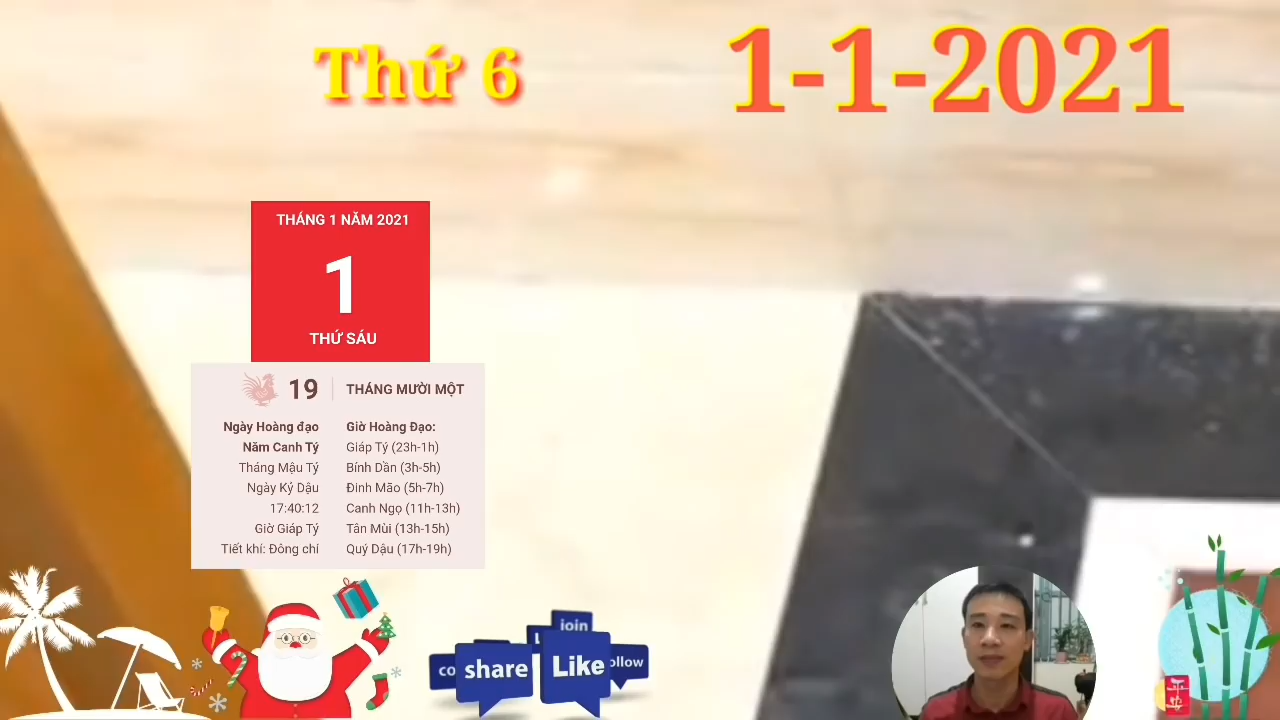 Thứ 6
1-1-2021
THÁNG 1 NĂM 2021
1
THỨ SÁU
19
THÁNG MƯỜI MỘT
Ngày Hoàng đạo
Năm Canh Tý
Tháng Mậu Tý
Ngày Kỷ Dậu
17:40:12
Giờ Giáp Tý
Tiết khí: Đông chí
Giờ Hoàng Đạo:
Giáp Tý (23h-1h)
Bính Dần (3h-5h)
Đinh Mão (5h-7h)
Canh Ngọ (11h-13h)
Tân Mùi (13h-15h)
Quý Dậu (17h-19h)
join
share
Like